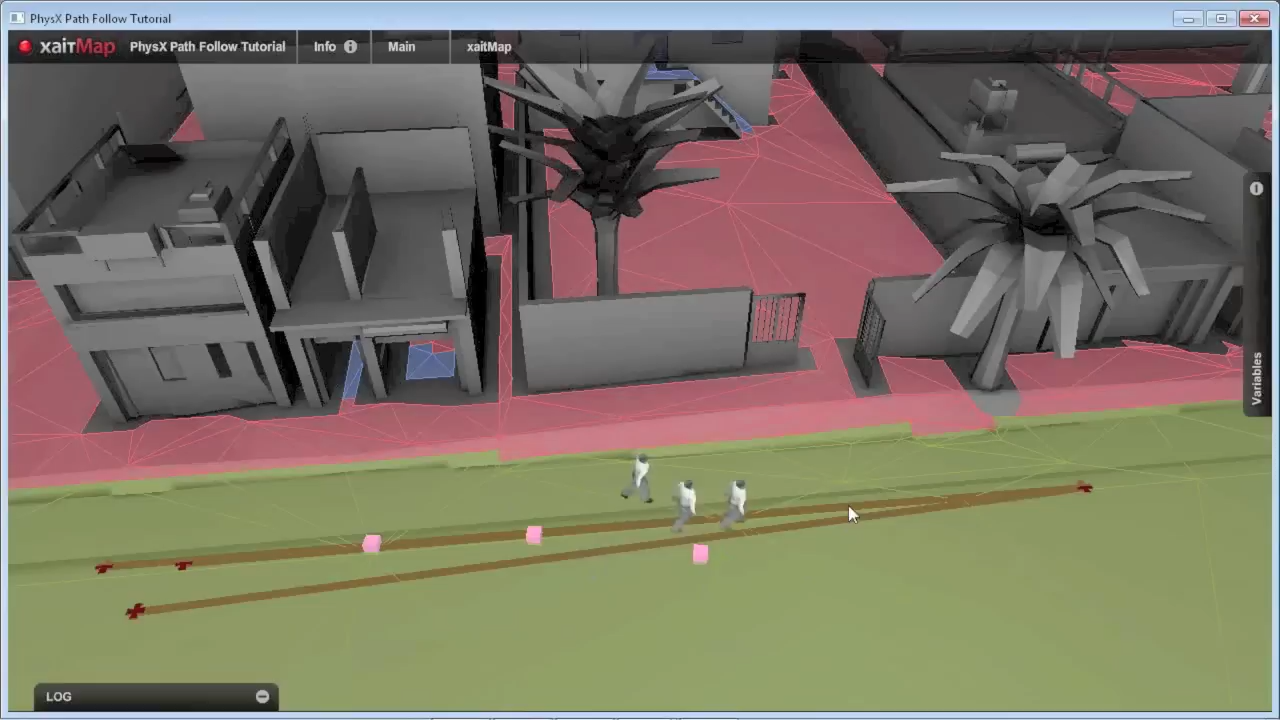 PhysX Path Follow Tutorial
xaitMap PhysX Path Follow Tutorial Info Main xaitMap
Variables
LOG